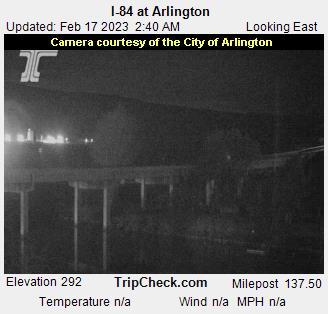 I-84 at Arlington
Updated: Feb 17 2023 2:40 AM Looking East
Camera courtesy of the City of Arlington
Elevation 292 TripCheck.com Milepost 137.50
Temperature n/a Wind n/a MPH n/a